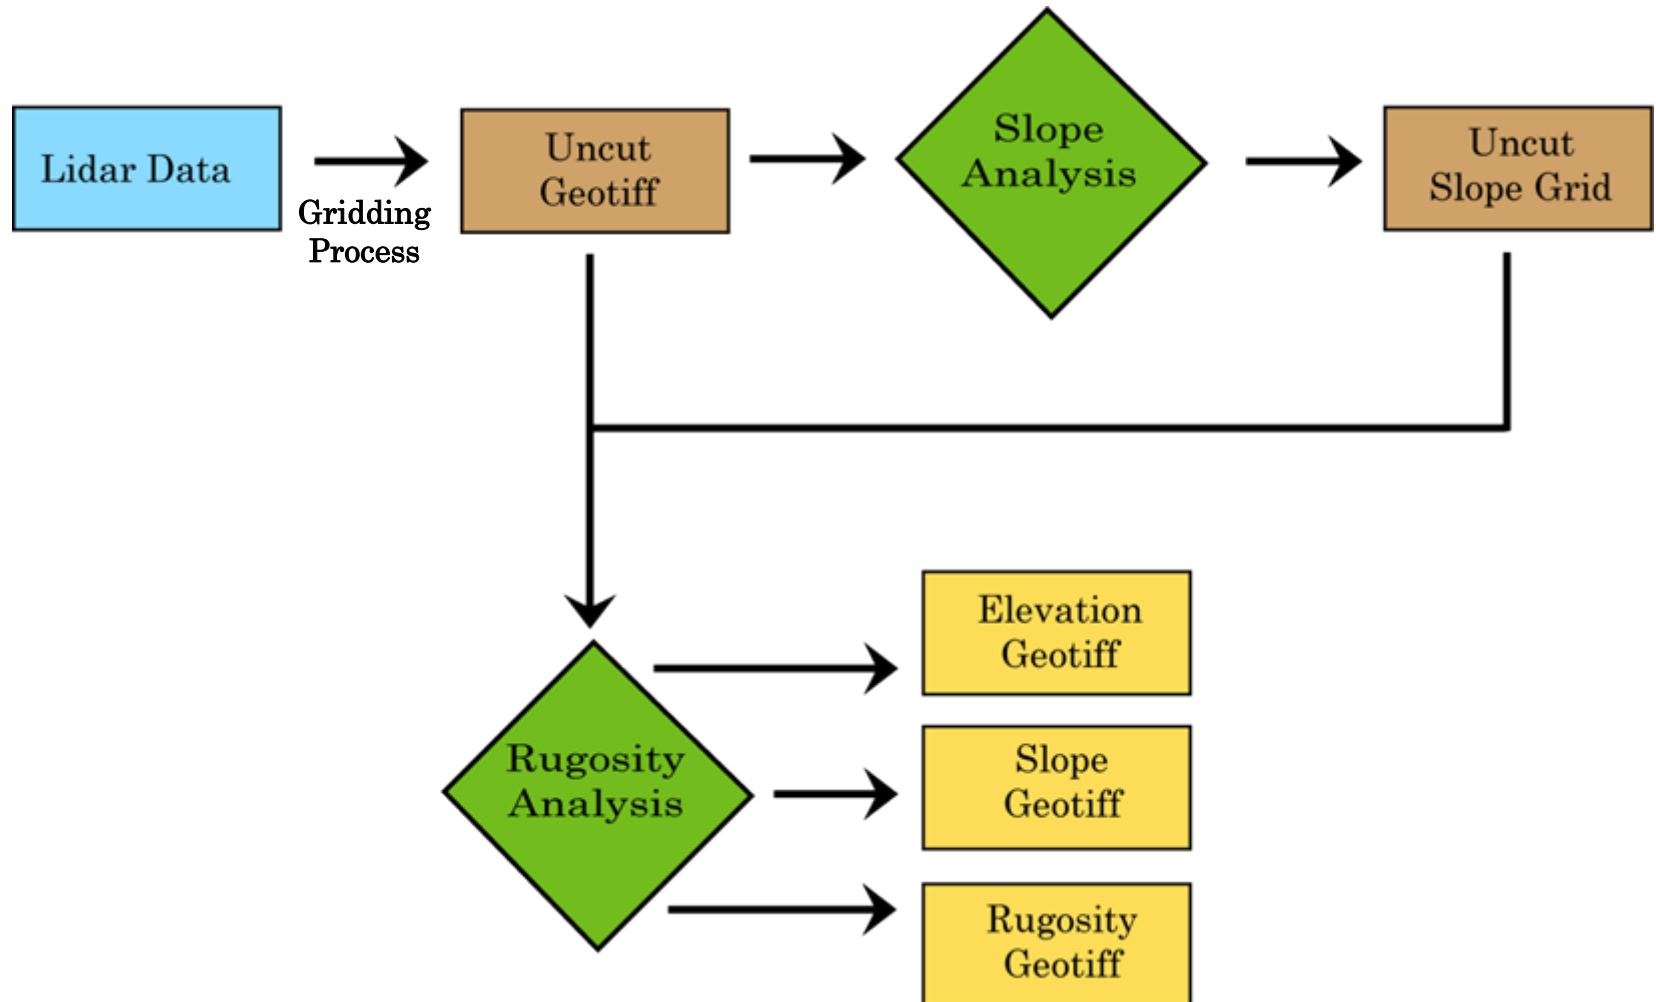 Lidar Data
Gridding
Process
Uncut
Geotiff
Slope
Analysis
Uncut
Slope Grid
Rugosity
Analysis
Elevation
Geotiff
Slope
Geotiff
Rugosity
Geotiff